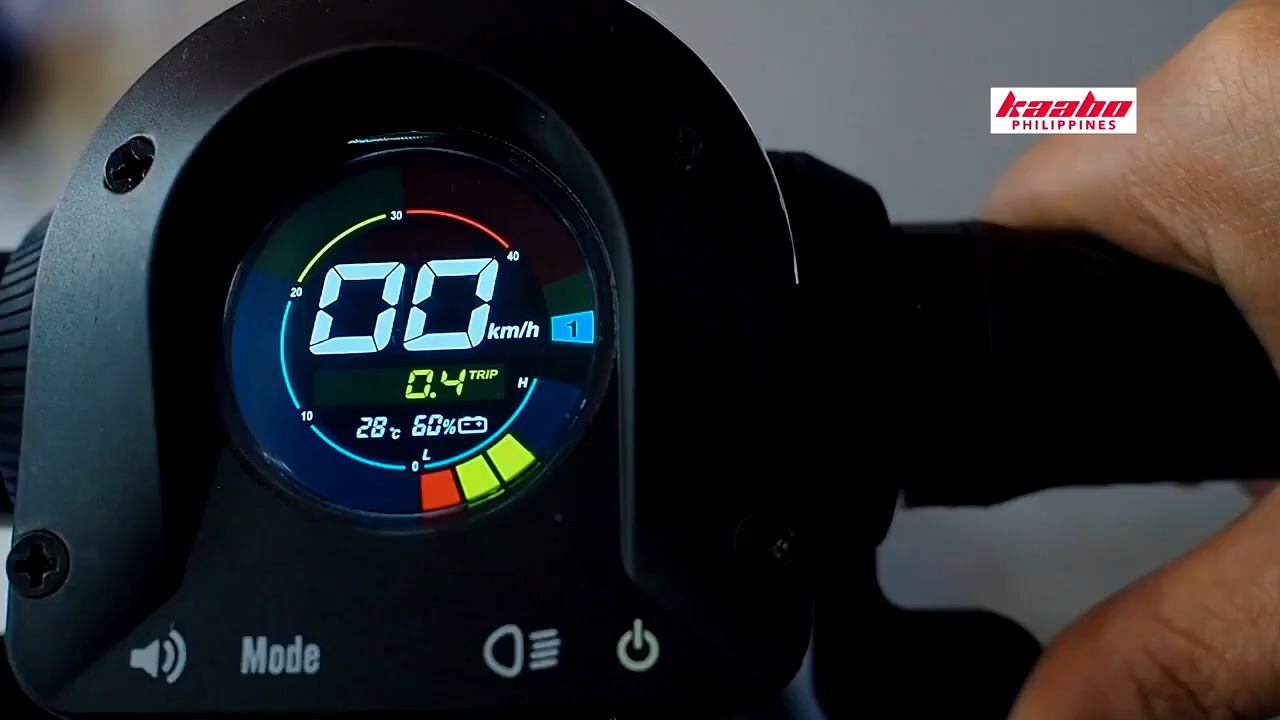 kaabo
PHILIPPINES
30
40
20
00 km/h
1
0.4 TRIP
H
10
28°C 60%
L
0
Mode